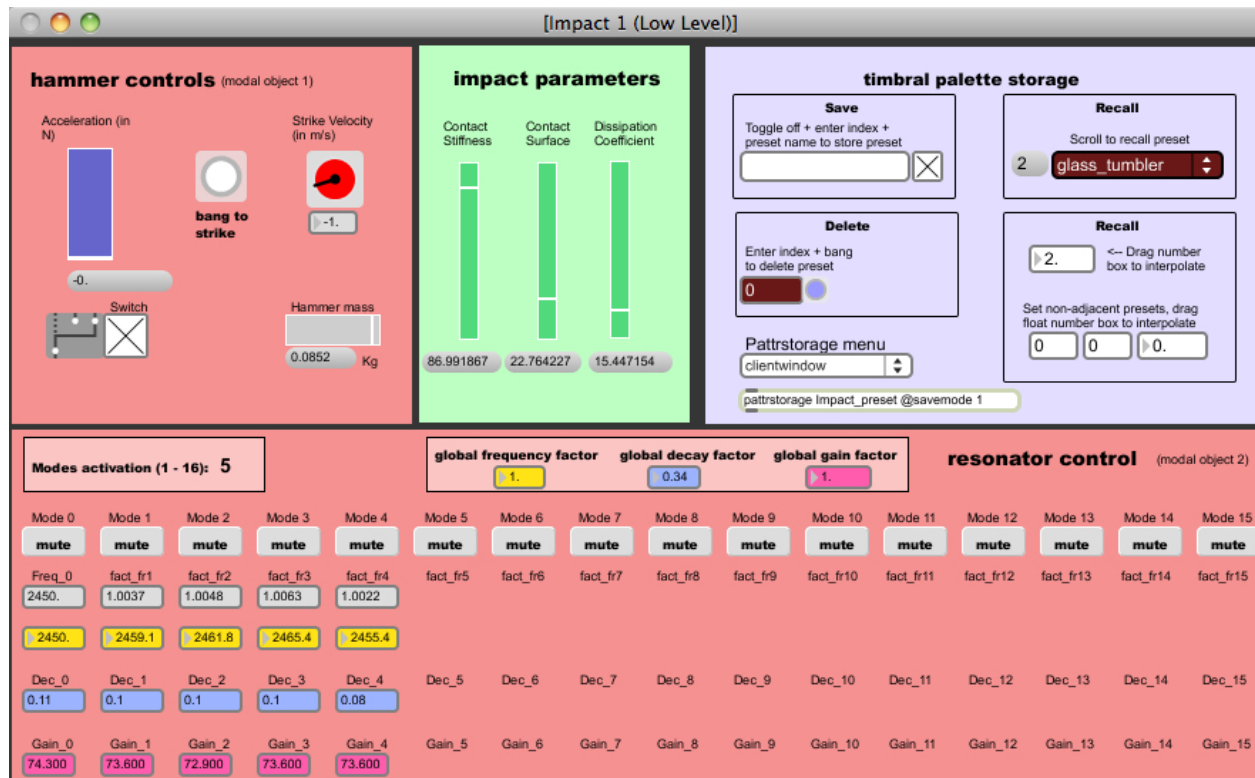 [Impact 1 (Low Level)]
hammer controls (modal object 1)
Acceleration (in
N)
-0.
bang to
strike
Strike Velocity
(in m/s)
-1.
Switch
Hammer mass
0.0852 Kg
impact parameters
Contact
Stiffness
Contact
Surface
Dissipation
Coefficient
86.991867 22.764227 15.447154
timbral palette storage
Save
Toggle off + enter index +
preset name to store preset
Recall
Scroll to recall preset
2 glass_tumbler
Delete
Enter index + bang
to delete preset
0
Recall
2. <-- Drag number
box to interpolate
Set non-adjacent presets, drag
float number box to interpolate
0 0 0.
Pattrstorage menu
clientwindow
pattrstorage Impact_preset @savemode 1
Modes activation (1 - 16): 5
global frequency factor global decay factor global gain factor
1. 0.34 1.
resonator control (modal object 2)
Mode 0 Mode 1 Mode 2 Mode 3 Mode 4 Mode 5 Mode 6 Mode 7 Mode 8 Mode 9 Mode 10 Mode 11 Mode 12 Mode 13 Mode 14 Mode 15
mute mute mute mute mute mute mute mute mute mute mute mute mute mute mute mute
Freq_0 fact_fr1 fact_fr2 fact_fr3 fact_fr4 fact_fr5 fact_fr6 fact_fr7 fact_fr8 fact_fr9 fact_fr10 fact_fr11 fact_fr12 fact_fr13 fact_fr14 fact_fr15
2450. 1.0037 1.0048 1.0063 1.0022
2450. 2459.1 2461.8 2465.4 2455.4
Dec_0 Dec_1 Dec_2 Dec_3 Dec_4 Dec_5 Dec_6 Dec_7 Dec_8 Dec_9 Dec_10 Dec_11 Dec_12 Dec_13 Dec_14 Dec_15
0.11 0.1 0.1 0.1 0.08
Gain_0 Gain_1 Gain_2 Gain_3 Gain_4 Gain_5 Gain_6 Gain_7 Gain_8 Gain_9 Gain_10 Gain_11 Gain_12 Gain_13 Gain_14 Gain_15
74.300 73.600 72.900 73.600 73.600